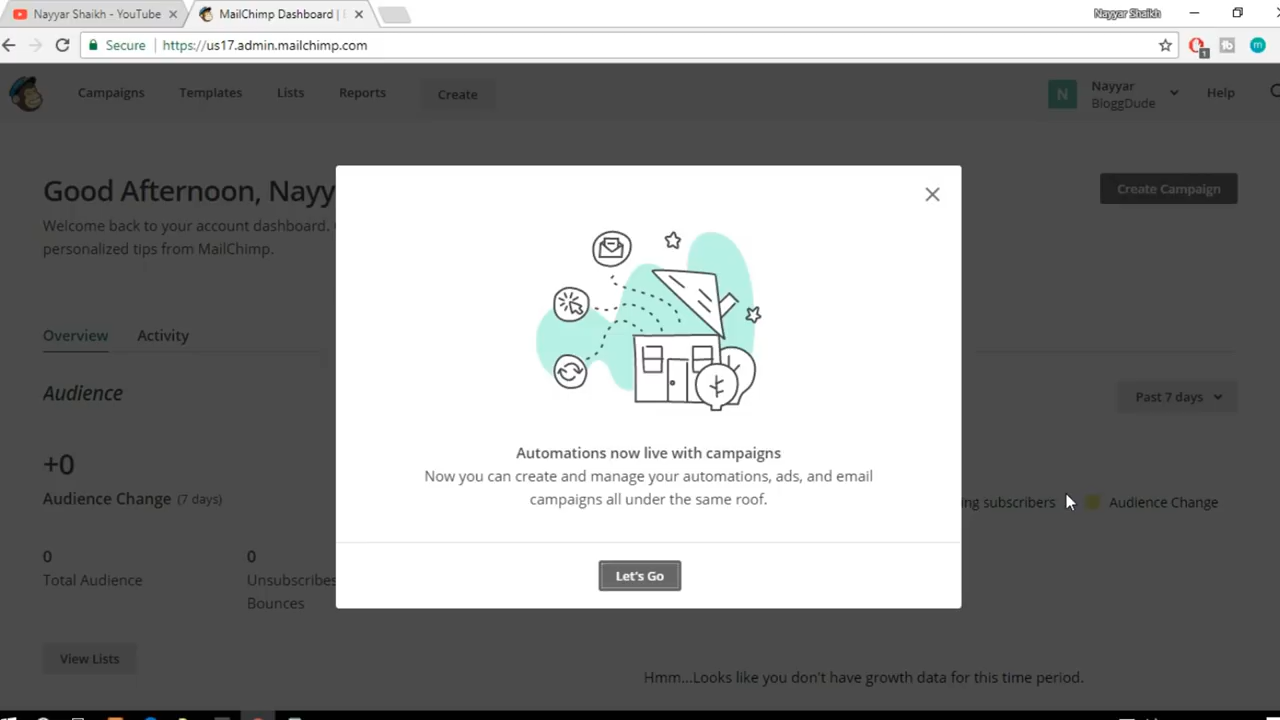 Nayyar Shaikh - YouTube
MailChimp Dashboard |
Nayyar Shaikh
Secure
https://us17.admin.mailchimp.com
1
m
Campaigns
Templates
Lists
Reports
Create
N
Nayyar
BloggDude
Help
Good Afternoon, Nayy
Welcome back to your account dashboard.
personalized tips from MailChimp.
Create Campaign
Overview
Activity
Audience
Past 7 days
+0
Audience Change (7 days)
0
Total Audience
0
Unsubscribes
Bounces
View Lists
Automations now live with campaigns
Now you can create and manage your automations, ads, and email
campaigns all under the same roof.
Let's Go
ng subscribers
Audience Change
Hmm...Looks like you don't have growth data for this time period.